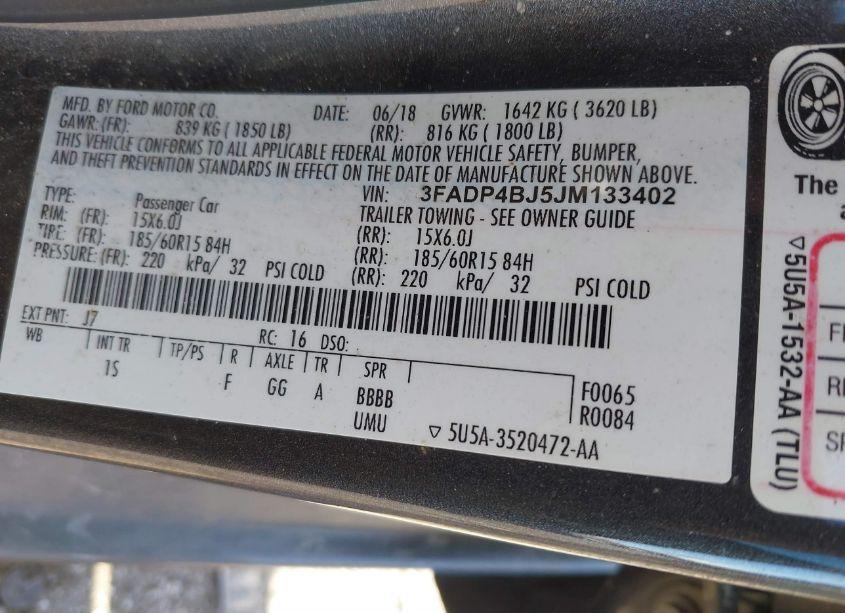 MFD. BY FORD MOTOR CO. DATE: 06/18 GVWR: 1642 KG ( 3620 LB)
GAWR: (FR): 839 KG ( 1850 LB) (RR): 816 KG ( 1800 LB)
THIS VEHICLE CONFORMS TO ALL APPLICABLE FEDERAL MOTOR VEHICLE SAFETY, BUMPER,
AND THEFT PREVENTION STANDARDS IN EFFECT ON THE DATE OF MANUFACTURE SHOWN ABOVE.
VIN: 3FADP4BJ5JM133402
TYPE: Passenger Car TRAILER TOWING - SEE OWNER GUIDE
RIM: (FR): 15X6.0J (RR): 15X6.0J
TIRE: (FR): 185/60R15 84H (RR): 185/60R15 84H
PRESSURE: (FR): 220 kPa/ 32 PSI COLD (RR): 220 kPa/ 32 PSI COLD
EXT PNT: J7 RC: 16 DSO:
WB INT TR TP/PS R AXLE TR SPR
1S F GG A BBBB F0065
UMU R0084
▽ 5U5A-3520472-AA
The
▽5U5A-1532-AA (TLU)